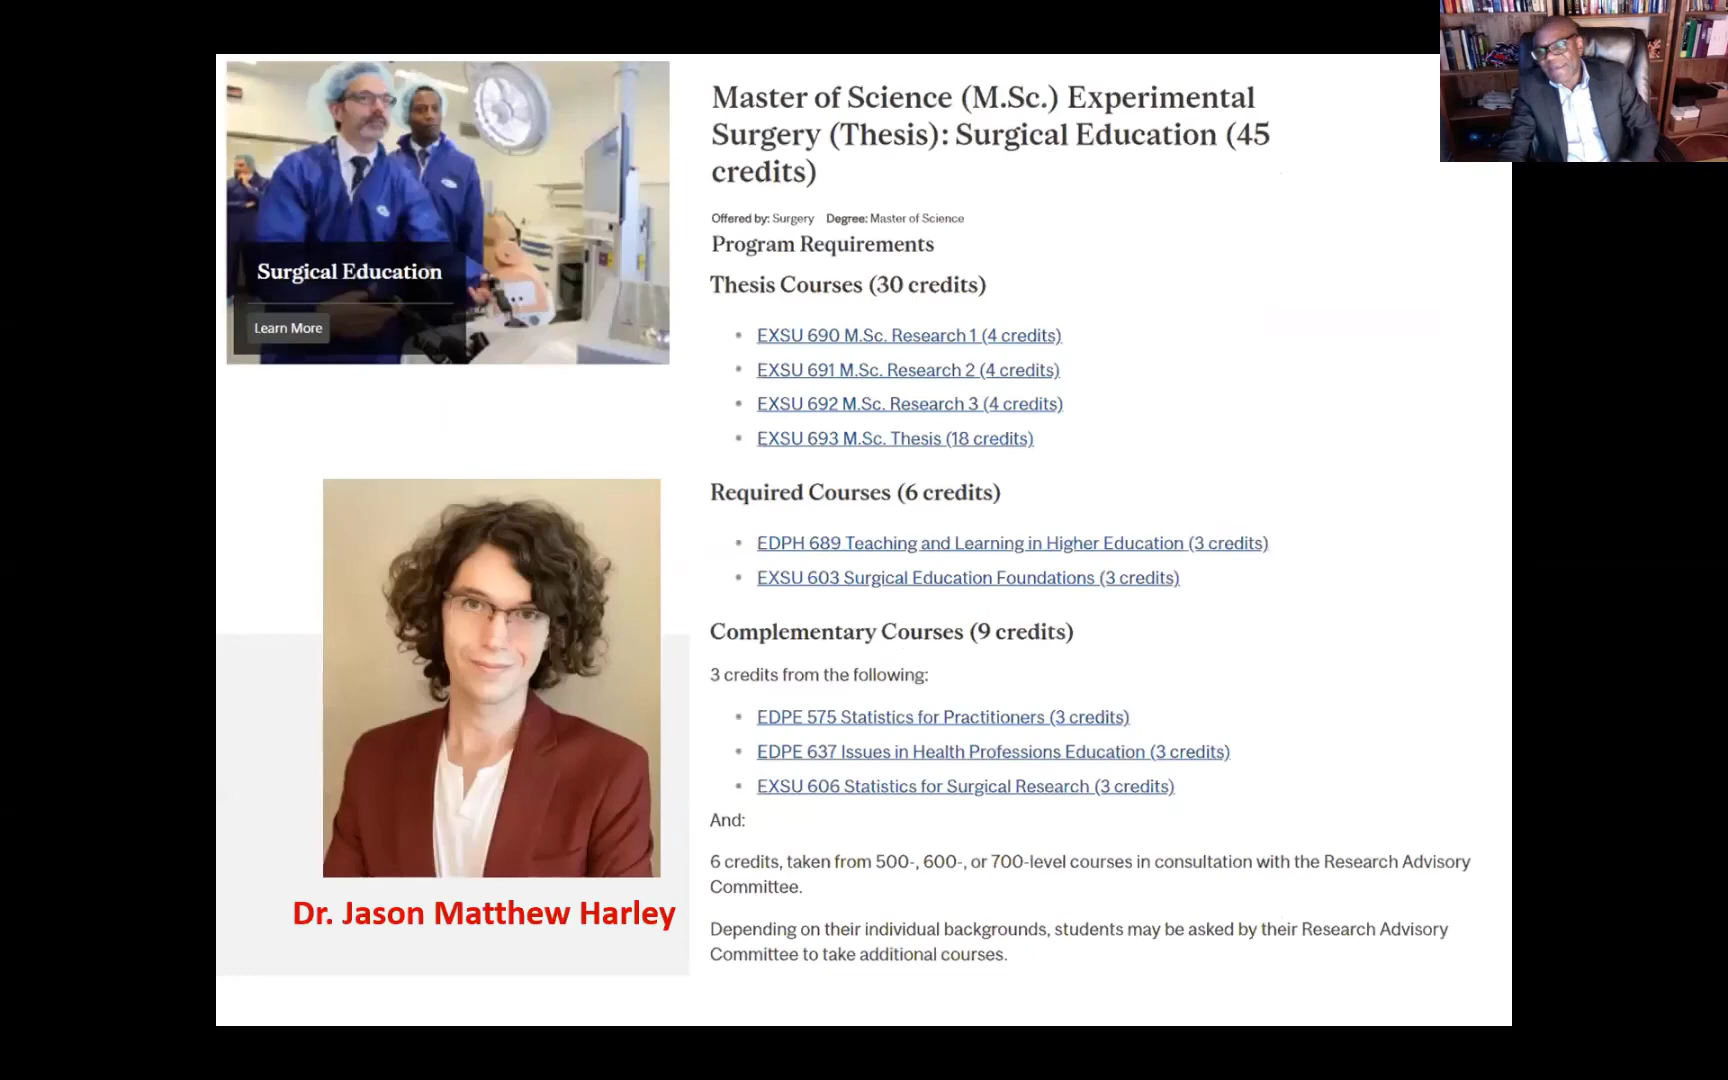 Surgical Education
Learn More
Dr. Jason Matthew Harley
Master of Science (M.Sc.) Experimental
Surgery (Thesis): Surgical Education (45
credits)
Offered by: Surgery Degree: Master of Science
Program Requirements
Thesis Courses (30 credits)
EXSU 690 M.Sc. Research 1 (4 credits)
EXSU 691 M.Sc. Research 2 (4 credits)
EXSU 692 M.Sc. Research 3 (4 credits)
EXSU 693 M.Sc. Thesis (18 credits)
Required Courses (6 credits)
EDPH 689 Teaching and Learning in Higher Education (3 credits)
EXSU 603 Surgical Education Foundations (3 credits)
Complementary Courses (9 credits)
3 credits from the following:
EDPE 575 Statistics for Practitioners (3 credits)
EDPE 637 Issues in Health Professions Education (3 credits)
EXSU 606 Statistics for Surgical Research (3 credits)
And:
6 credits, taken from 500-, 600-, or 700-level courses in consultation with the Research Advisory
Committee.
Depending on their individual backgrounds, students may be asked by their Research Advisory
Committee to take additional courses.